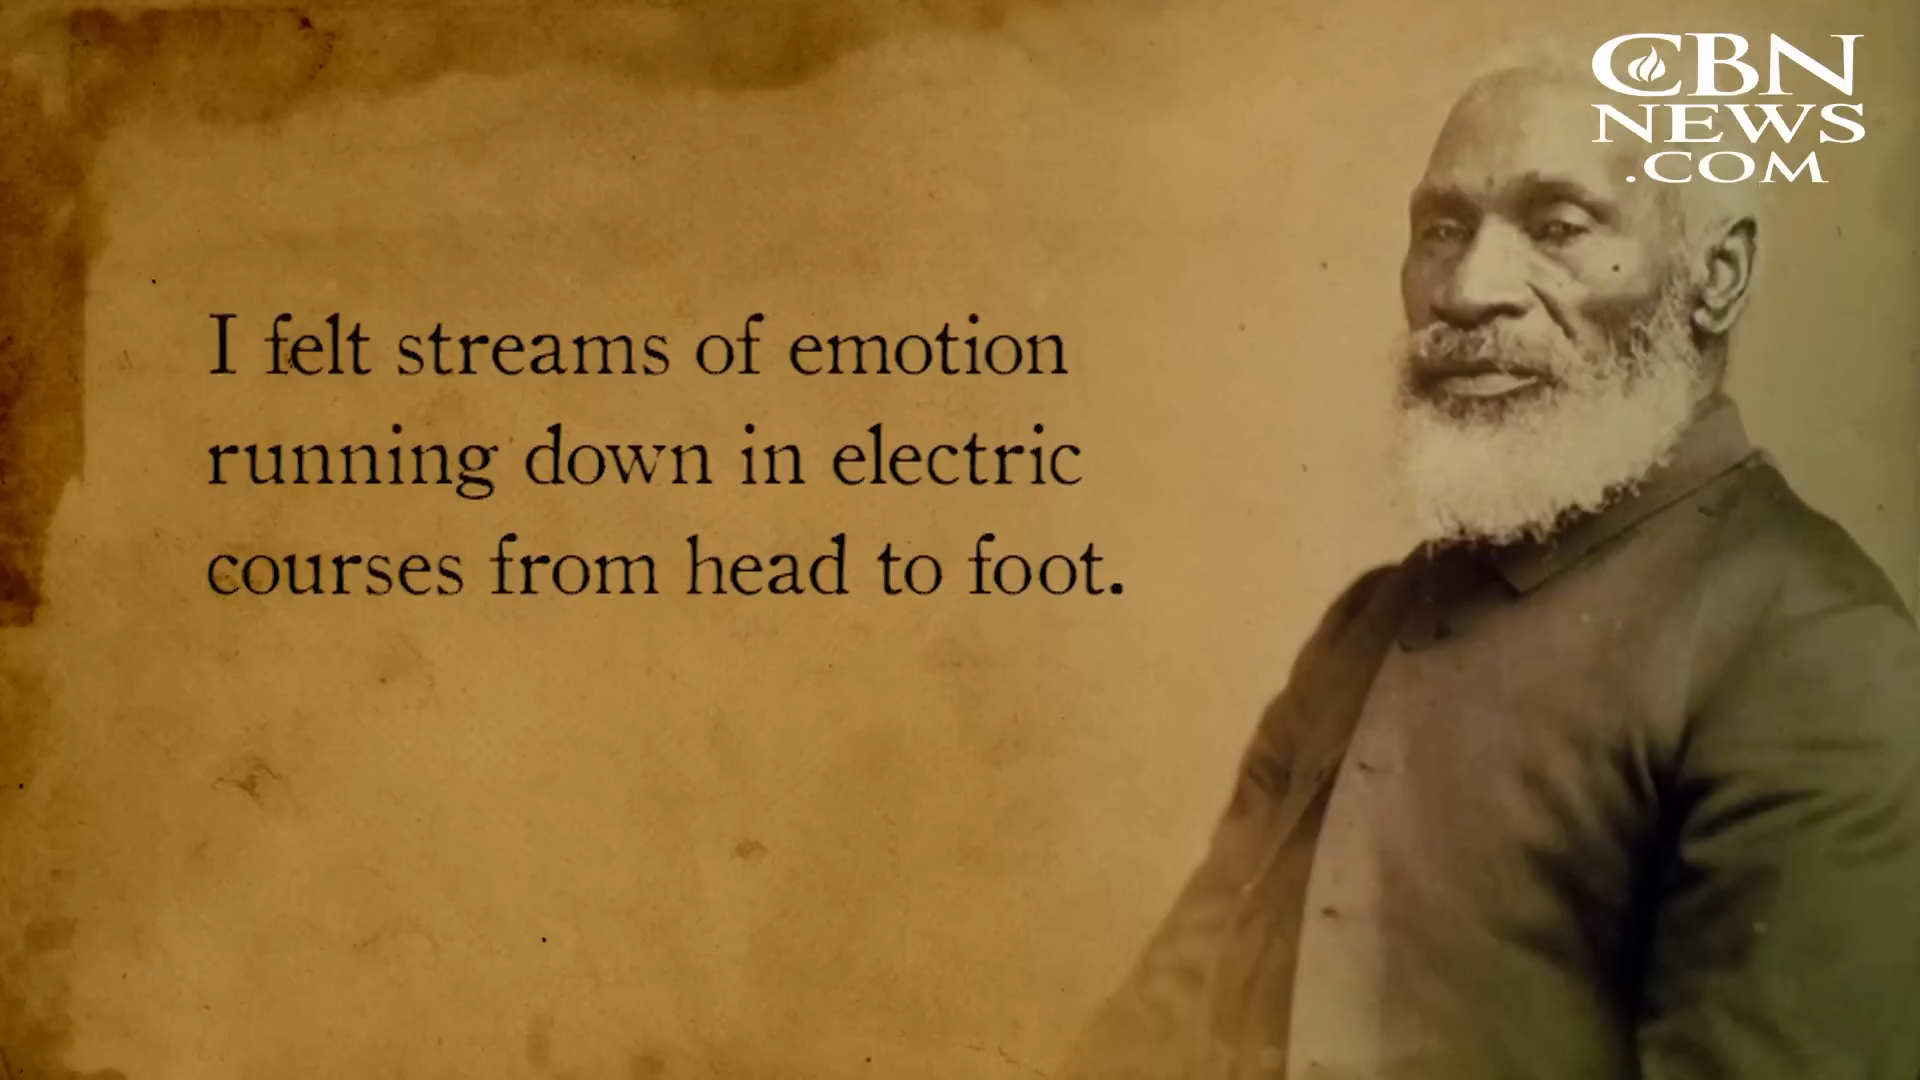 CBN
NEWS
.COM
I felt streams of emotion
running down in electric
courses from head to foot.